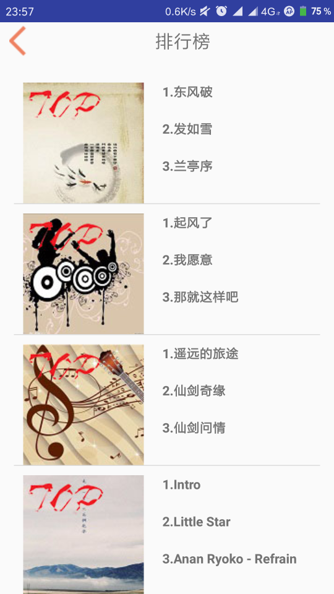 23:57 0.6K/s 4G 75%
排行榜
TOP
1.东风破
2.发如雪
3.兰亭序
TOP
1.起风了
2.我愿意
3.那就这样吧
TOP
1.遥远的旅途
2.仙剑奇缘
3.仙剑问情
TOP
1.Intro
2.Little Star
3.Anan Ryoko - Refrain